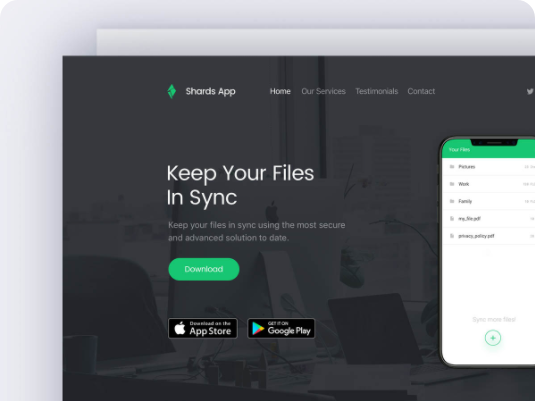 Shards App
Home Our Services Testimonials Contact
Keep Your Files
In Sync
Keep your files in sync using the most secure
and advanced solution to date.
Download
Download on the
App Store
GET IT ON
Google Play
Your Files
Pictures
Work
Family
my_file.pdf
privacy_policy.pdf
Sync more files!